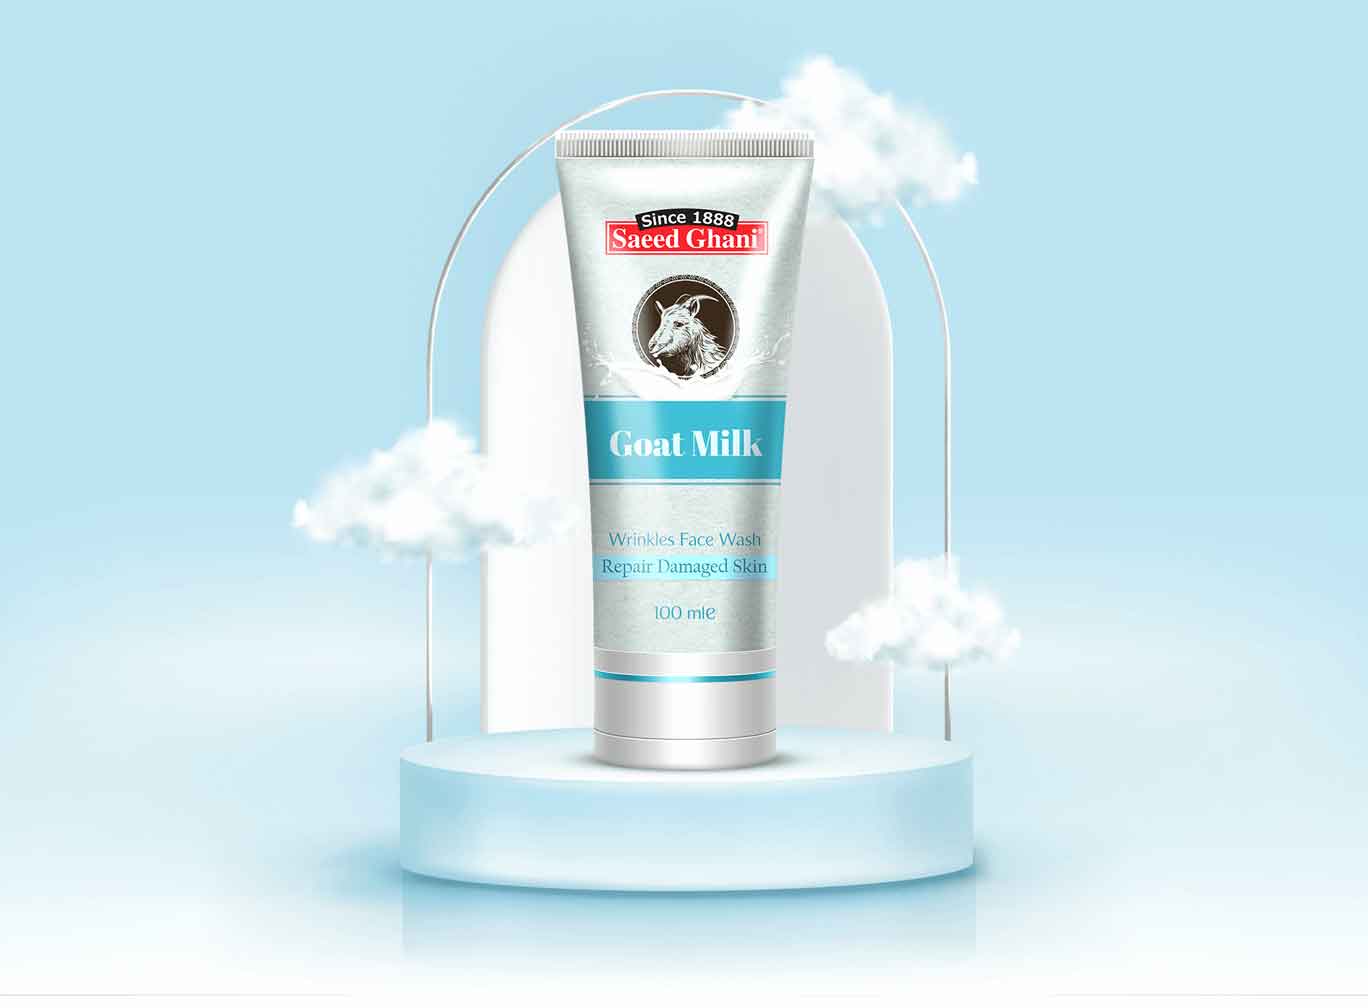 Since 1888
Saeed Ghani®
Goat Milk
Wrinkles Face Wash
Repair Damaged Skin
100 mle